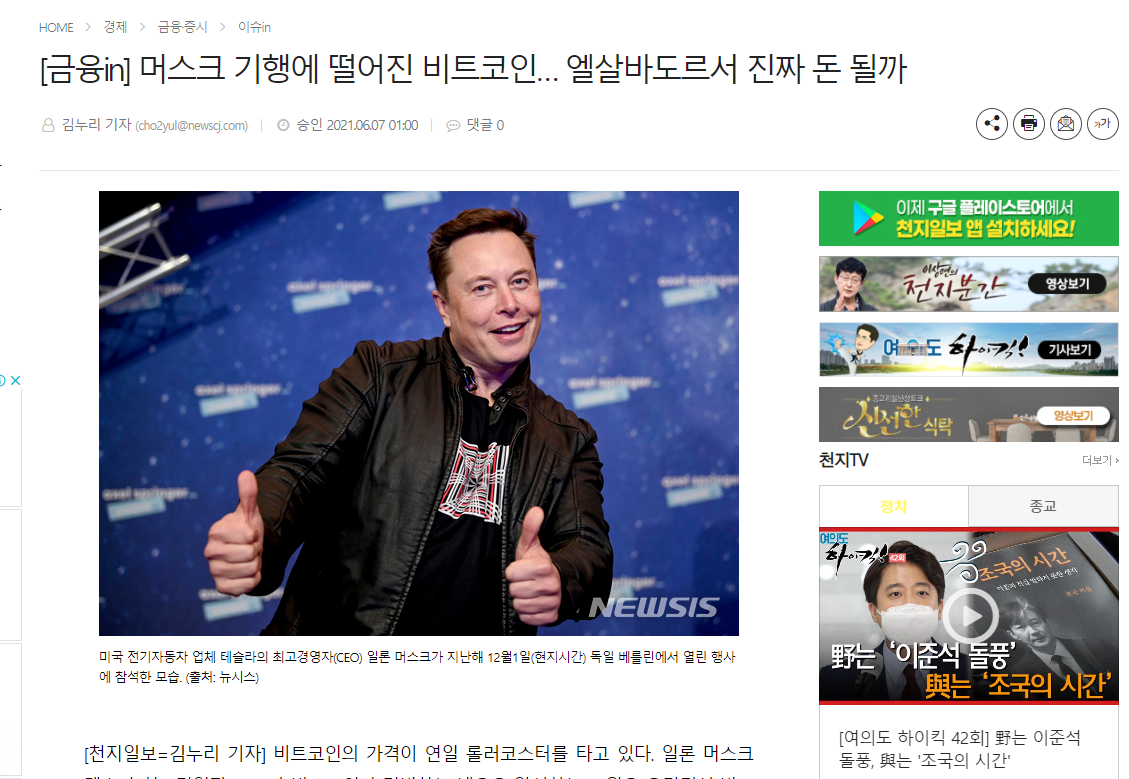 HOME > 경제 > 금융·증시 > 이슈in
[금융in] 머스크 기행에 떨어진 비트코인… 엘살바도르서 진짜 돈 될까
김누리 기자 (cho2yul@newscj.com) | 승인 2021.06.07 01:00 | 댓글 0
가가
이제 구글 플레이스토어에서
천지일보 앱 설치하세요!
이상면의
천지분간
영상보기
여의도 하이킥!
기사보기
신선한 식탁
영상보기
천지TV
더보기 ›
정치
종교
axel springer
NEWSIS
여의도
하이킥! 42회
조국의 시간
조국 지음
野는 ‘이준석 돌풍’
與는 ‘조국의 시간’
미국 전기자동차 업체 테슬라의 최고경영자(CEO) 일론 머스크가 지난해 12월1일(현지시간) 독일 베를린에서 열린 행사
에 참석한 모습. (출처: 뉴시스)
[여의도 하이킥 42회] 野는 이준석
돌풍, 與는 '조국의 시간'
[천지일보=김누리 기자] 비트코인의 가격이 연일 롤러코스터를 타고 있다. 일론 머스크